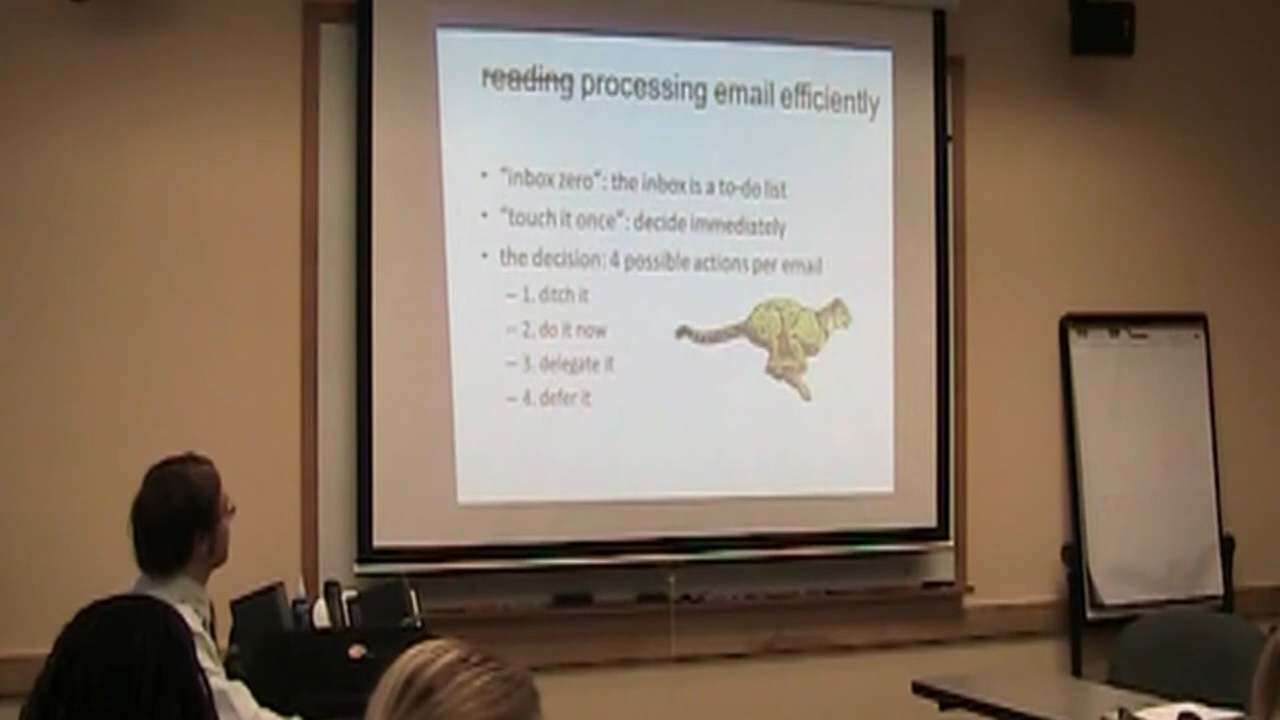 reading processing email efficiently
• "inbox zero": the inbox is a to-do list
• "touch it once": decide immediately
• the decision: 4 possible actions per email
– 1. ditch it
– 2. do it now
– 3. delegate it
– 4. defer it